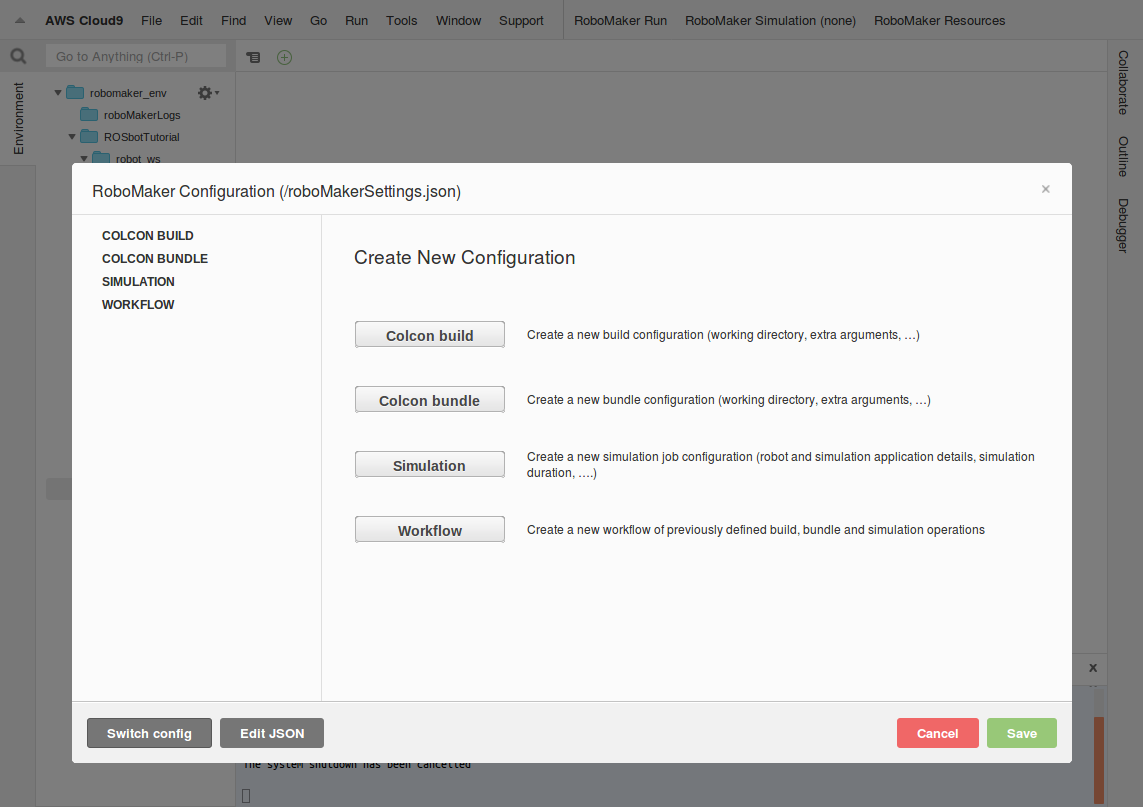 AWS Cloud9 File Edit Find View Go Run Tools Window Support RoboMaker Run RoboMaker Simulation (none) RoboMaker Resources
Go to Anything (Ctrl-P)
Environment
robomaker_env
roboMakerLogs
ROSbotTutorial
robot_ws
Collaborate
Outline
Debugger
RoboMaker Configuration (/roboMakerSettings.json)
×
COLCON BUILD
COLCON BUNDLE
SIMULATION
WORKFLOW
Create New Configuration
Colcon build Create a new build configuration (working directory, extra arguments, ...)
Colcon bundle Create a new bundle configuration (working directory, extra arguments, ...)
Simulation Create a new simulation job configuration (robot and simulation application details, simulation
duration, ....)
Workflow Create a new workflow of previously defined build, bundle and simulation operations
Switch config Edit JSON Cancel Save
The system shutdown has been cancelled